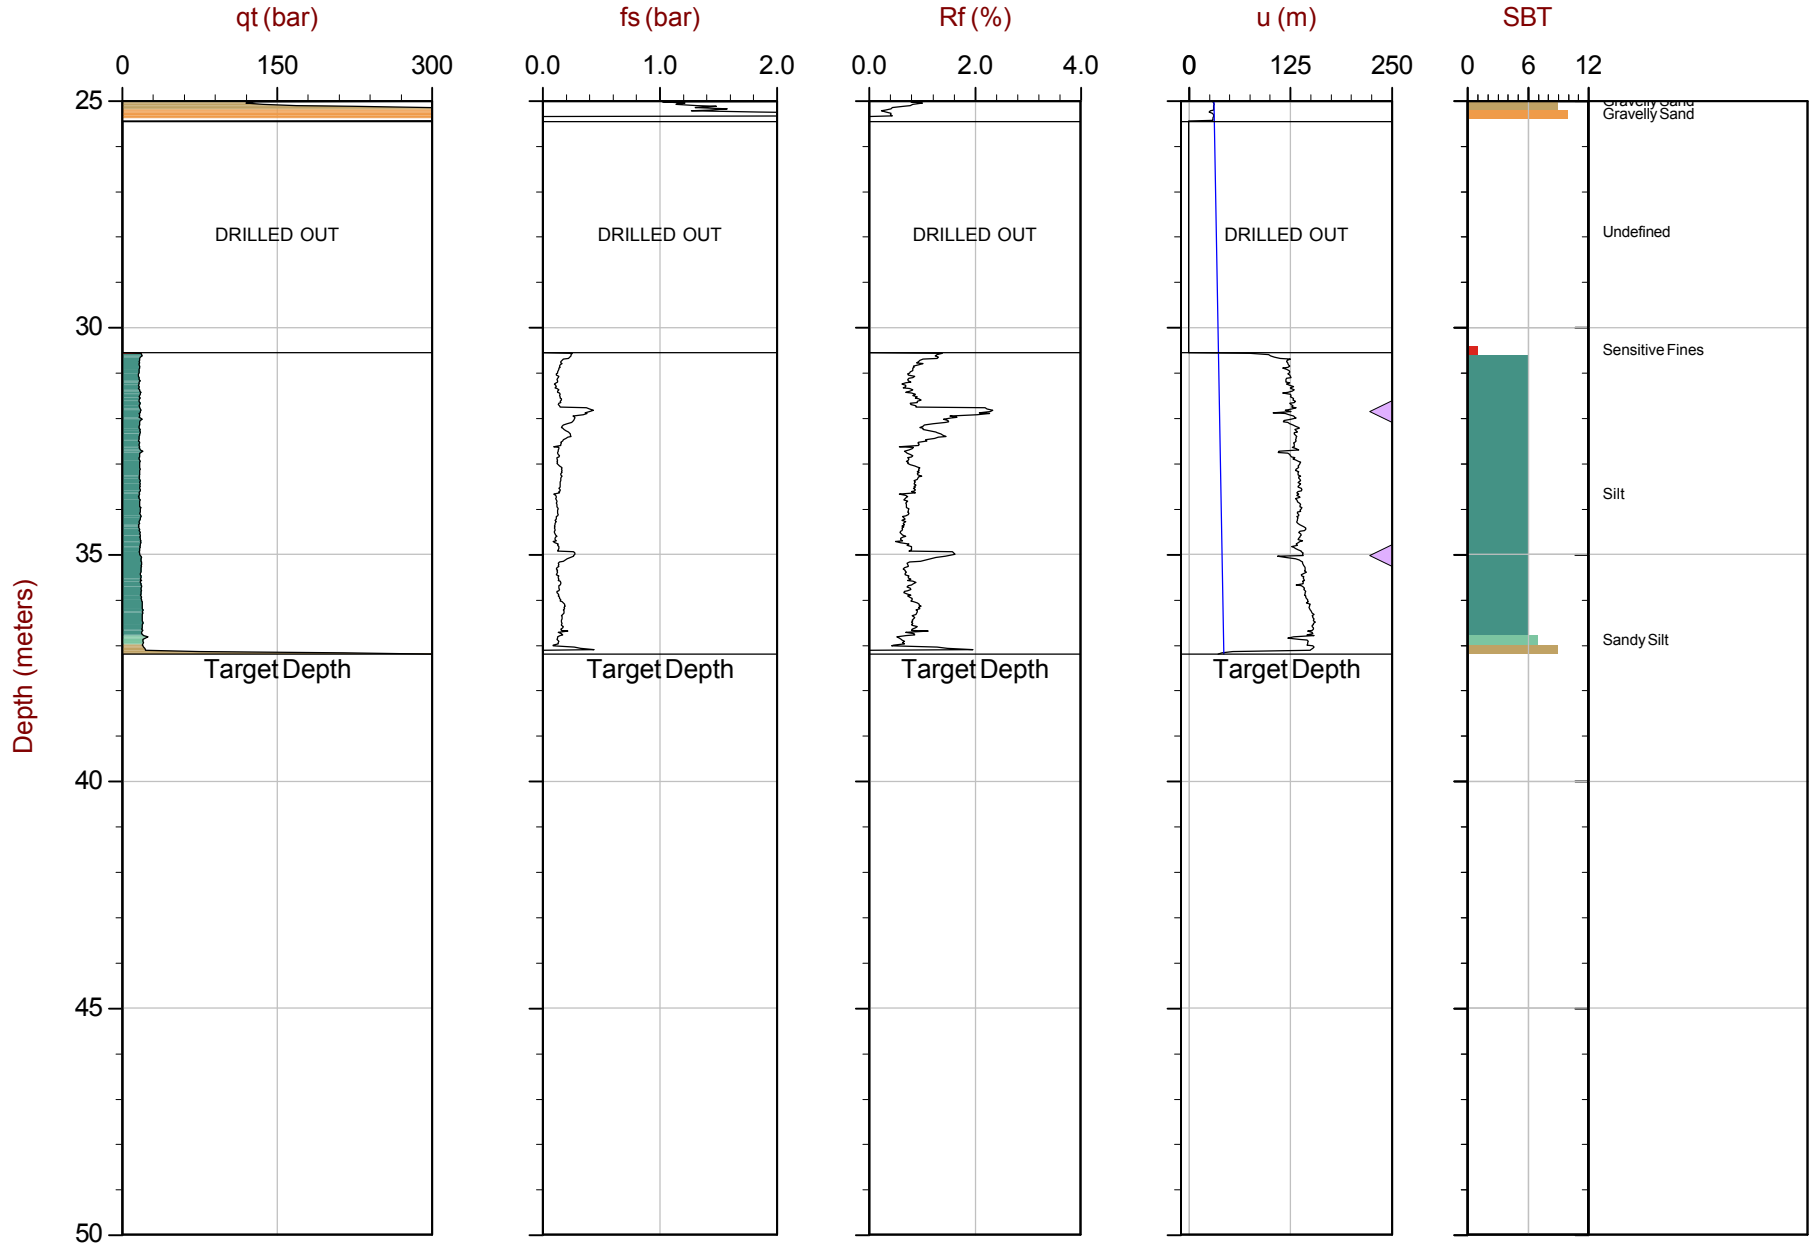 qt (bar) fs (bar) Rf (%) u (m) SBT
0 150 300 0.0 1.0 2.0 0.0 2.0 4.0 0 125 250 0 6 12
25
Gravelly Sand
Gravelly Sand
DRILLED OUT DRILLED OUT DRILLED OUT DRILLED OUT Undefined
30
Sensitive Fines
Silt
35
Sandy Silt
Target Depth Target Depth Target Depth Target Depth
Depth (meters)
40
45
50